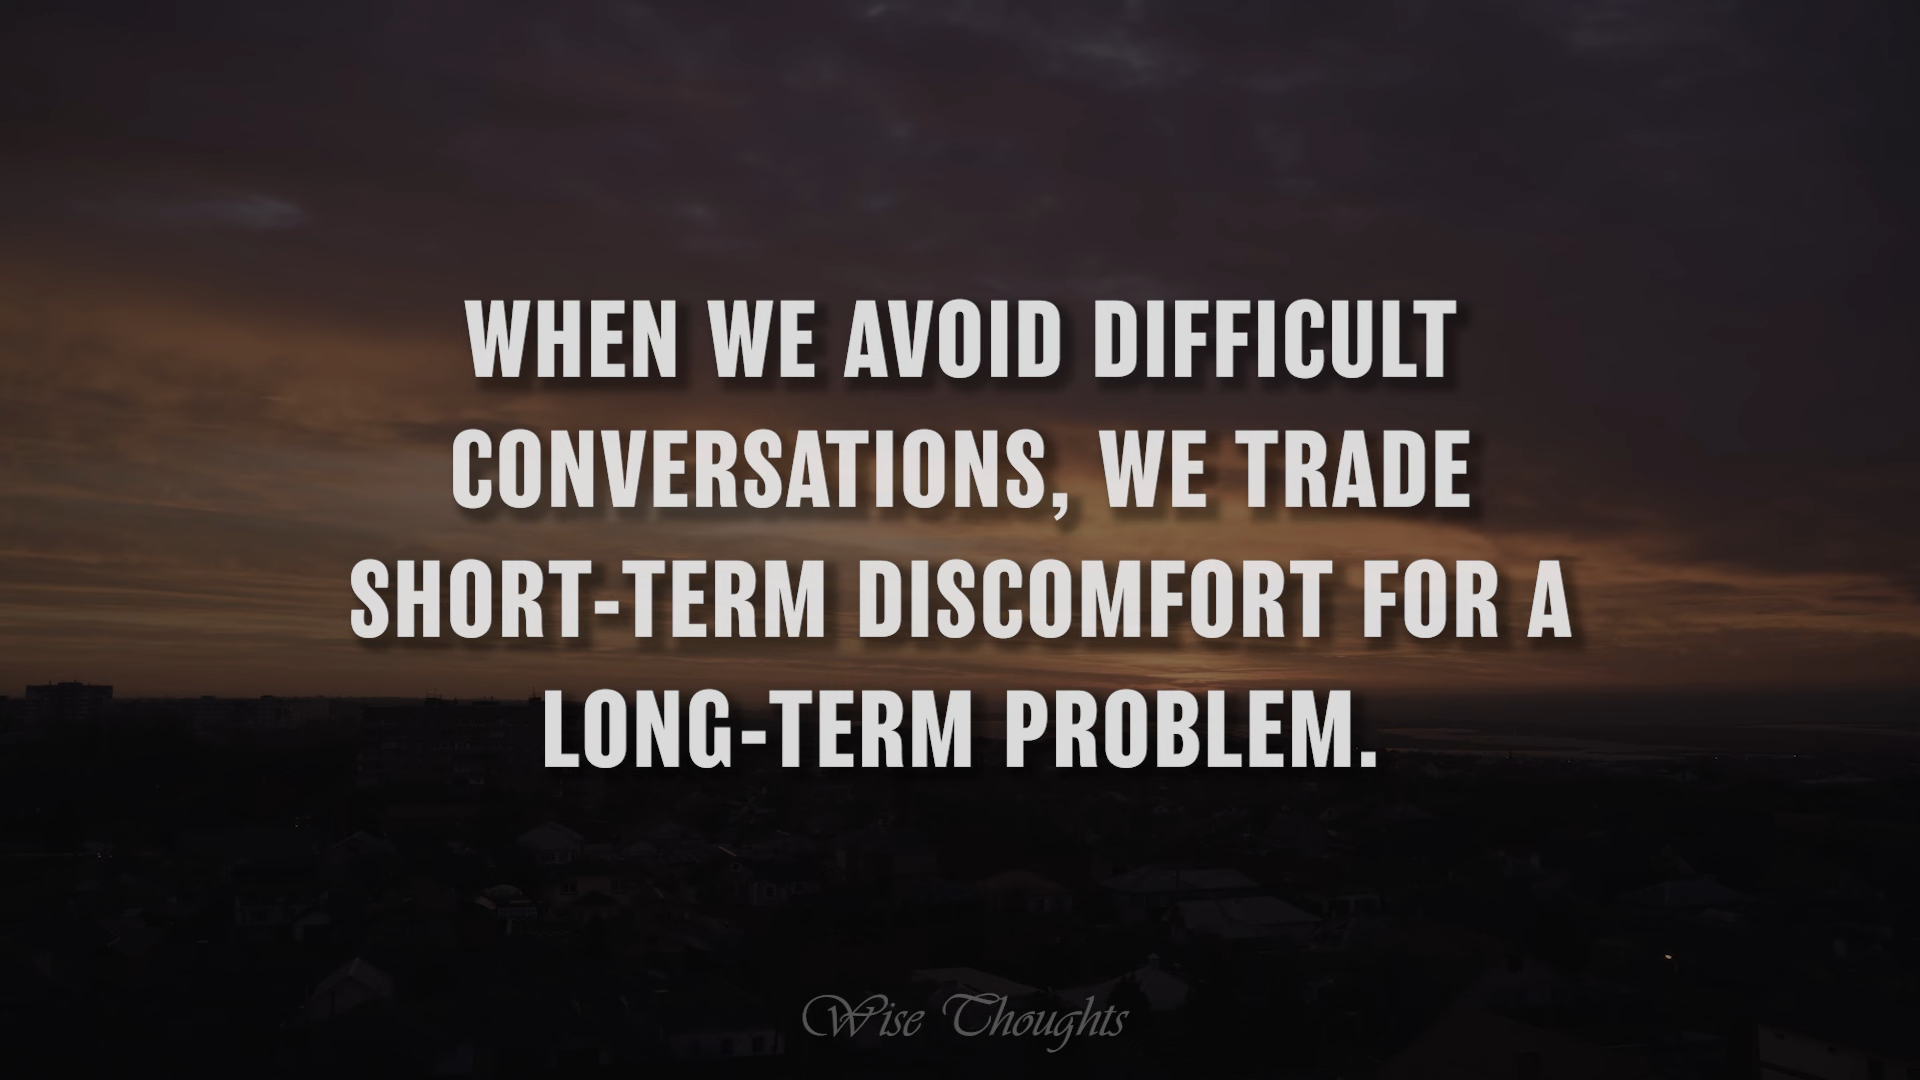 WHEN WE AVOID DIFFICULT
CONVERSATIONS, WE TRADE
SHORT-TERM DISCOMFORT FOR A
LONG-TERM PROBLEM.
Wise Thoughts